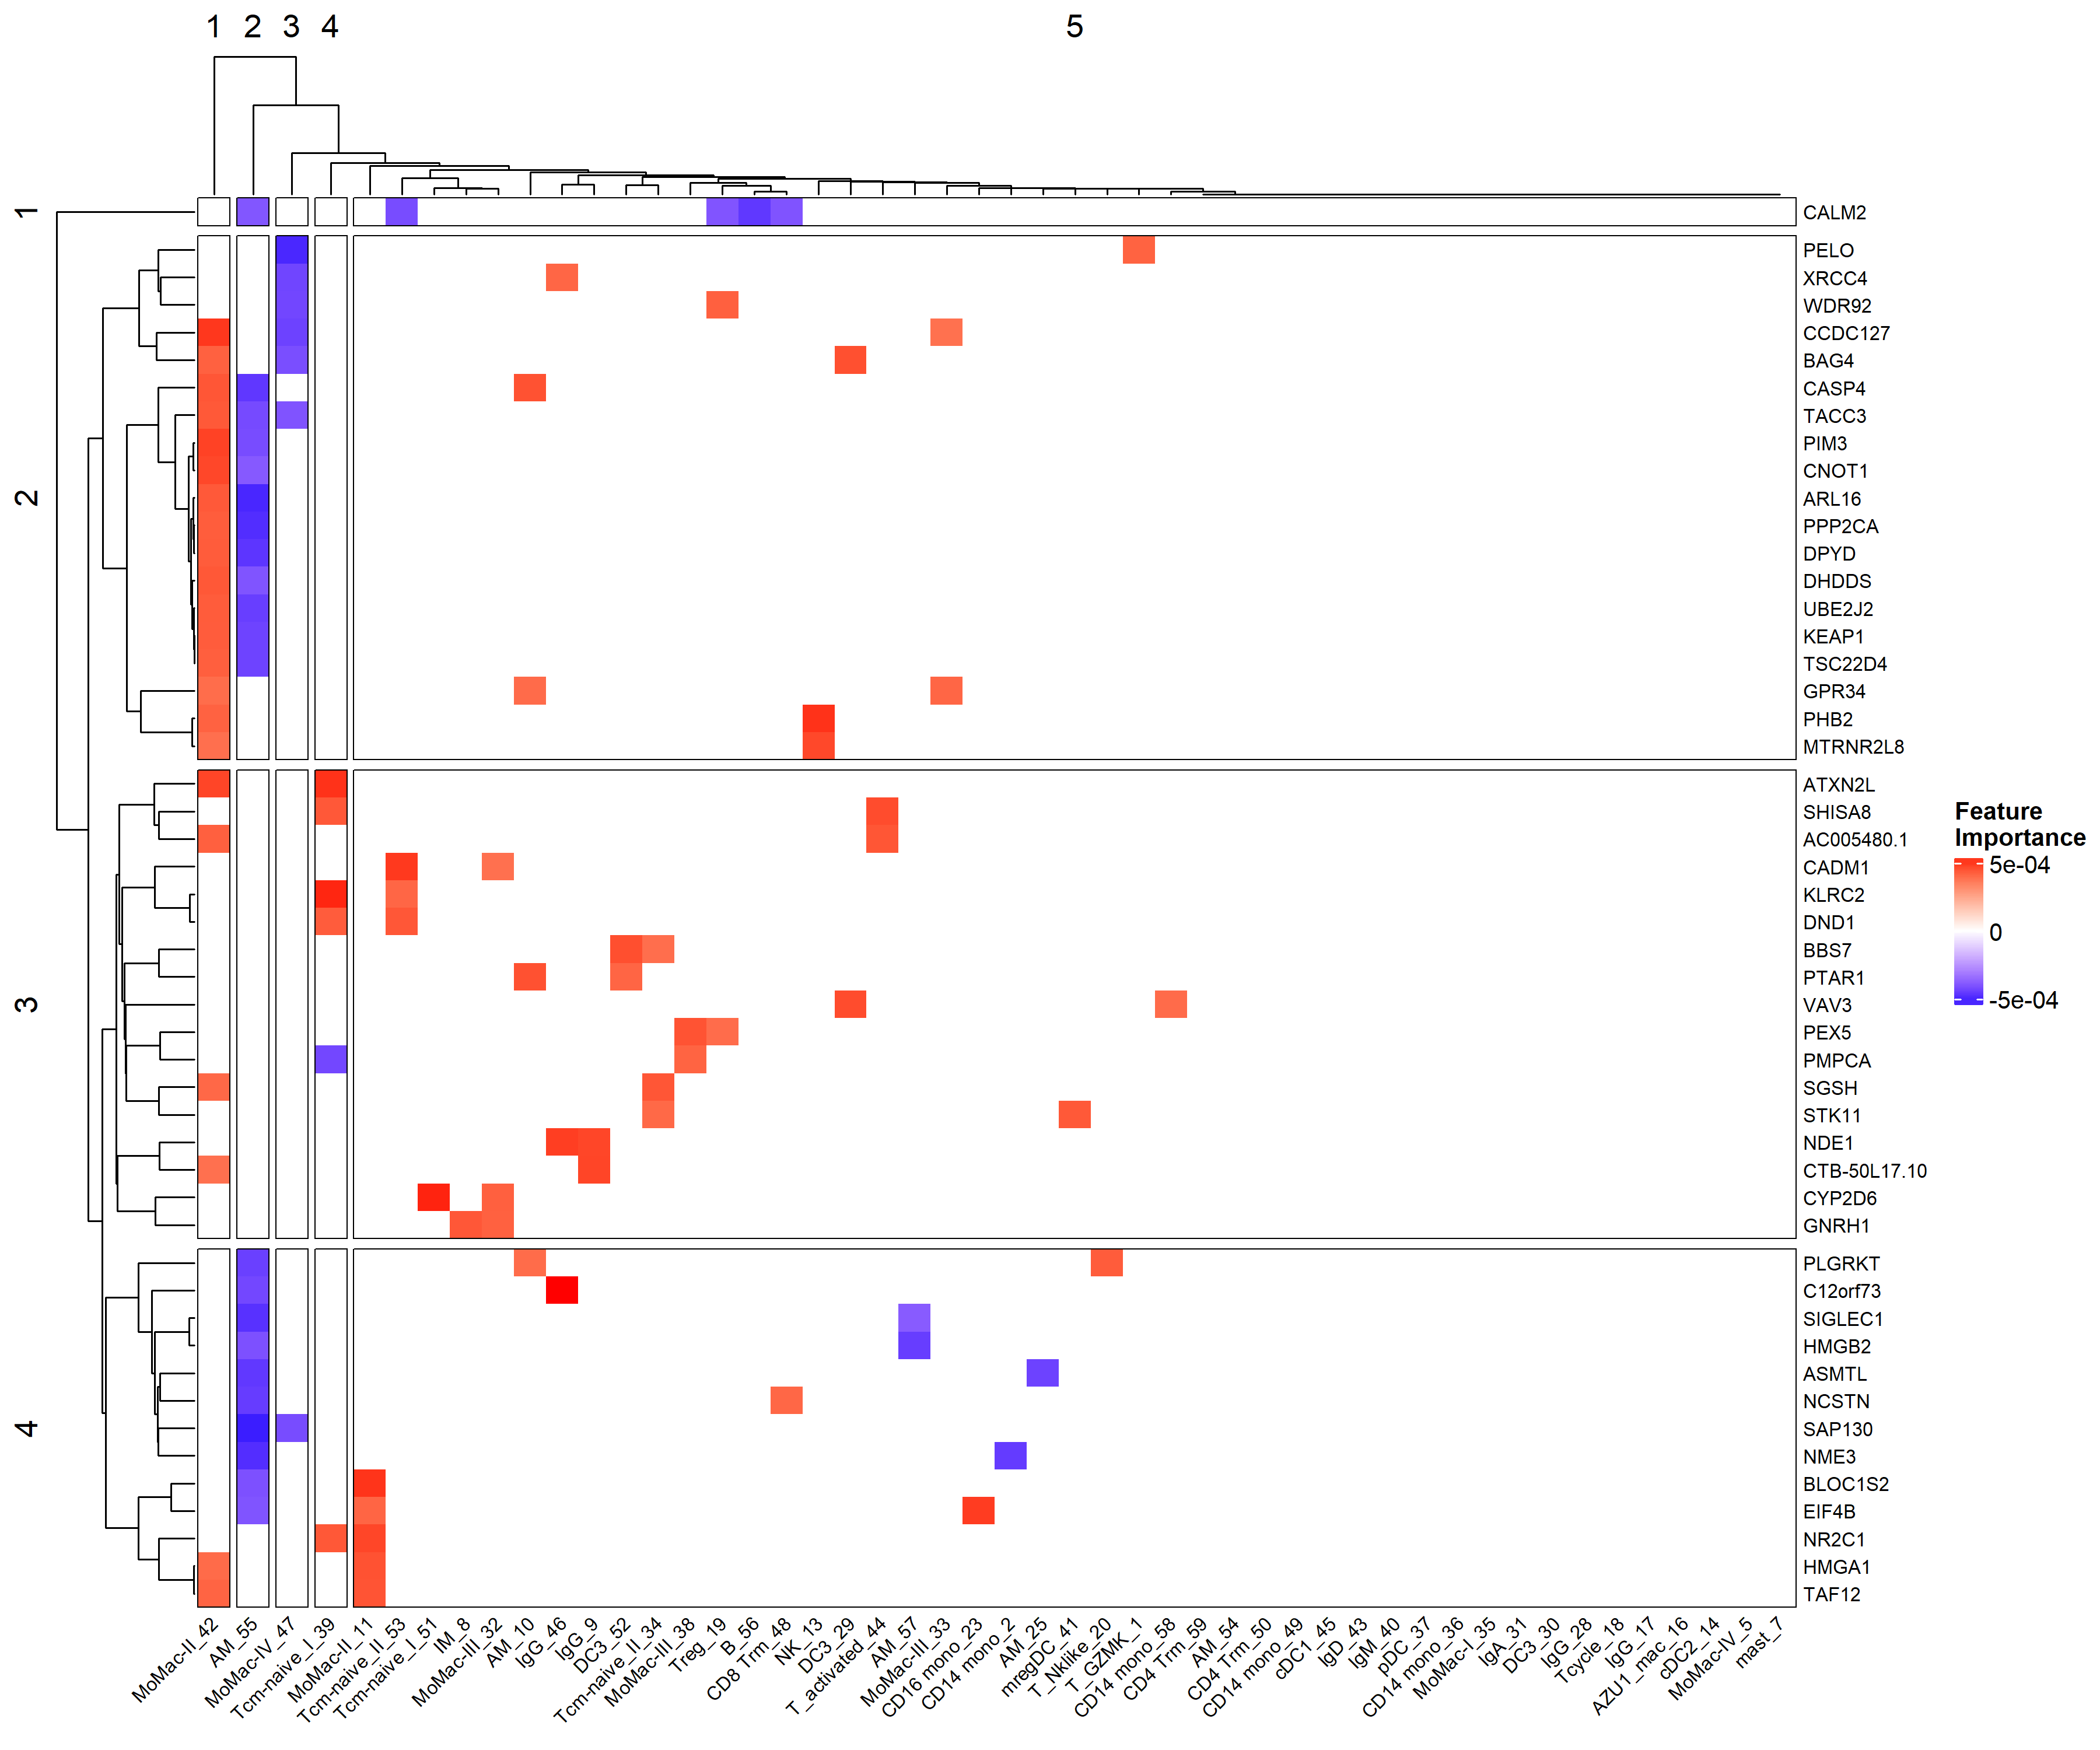 1 2 3 4 5
1
2
3
4
CALM2
PELO
XRCC4
WDR92
CCDC127
BAG4
CASP4
TACC3
PIM3
CNOT1
ARL16
PPP2CA
DPYD
DHDDS
UBE2J2
KEAP1
TSC22D4
GPR34
PHB2
MTRNR2L8
ATXN2L
SHISA8
AC005480.1
CADM1
KLRC2
DND1
BBS7
PTAR1
VAV3
PEX5
PMPCA
SGSH
STK11
NDE1
CTB-50L17.10
CYP2D6
GNRH1
PLGRKT
C12orf73
SIGLEC1
HMGB2
ASMTL
NCSTN
SAP130
NME3
BLOC1S2
EIF4B
NR2C1
HMGA1
TAF12
Feature
Importance
5e-04
0
-5e-04
MoMac-II_42
AM_55
MoMac-IV_47
Tcm-naive_I_39
MoMac-II_11
Tcm-naive_II_53
Tcm-naive_I_51
IM_8
MoMac-III_32
AM_10
IgG_46
IgG_9
DC3_52
Tcm-naive_II_34
MoMac-III_38
Treg_19
B_56
CD8 Trm_48
NK_13
DC3_29
T_activated_44
AM_57
MoMac-III_33
CD16 mono_23
CD14 mono_2
AM_25
mregDC_41
T_Nklike_20
T_GZMK_1
CD14 mono_58
CD4 Trm_59
AM_54
CD4 Trm_50
CD14 mono_49
cDC1_45
IgD_43
IgM_40
pDC_37
CD14 mono_36
MoMac-I_35
IgA_31
DC3_30
IgG_28
Tcycle_18
IgG_17
AZU1_mac_16
cDC2_14
MoMac-IV_5
mast_7